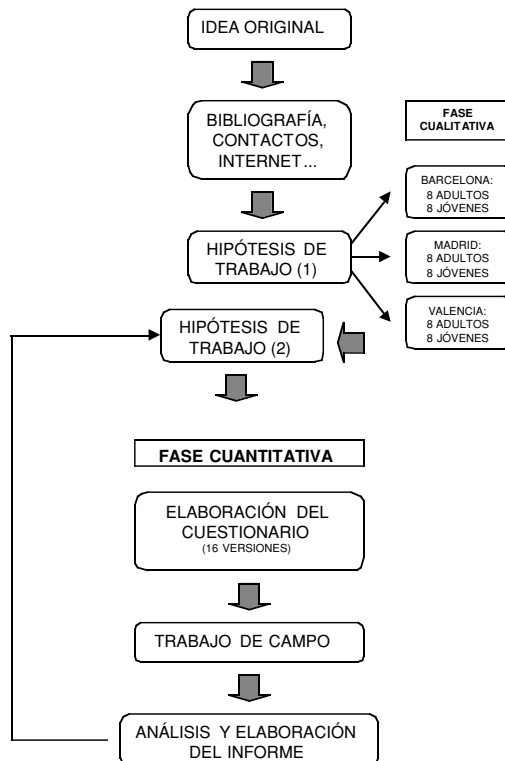 IDEA ORIGINAL
BIBLIOGRAFÍA,
CONTACTOS,
INTERNET...
HIPÓTESIS DE
TRABAJO (1)
FASE
CUALITATIVA
BARCELONA:
8 ADULTOS
8 JÓVENES
MADRID:
8 ADULTOS
8 JÓVENES
VALENCIA:
8 ADULTOS
8 JÓVENES
HIPÓTESIS DE
TRABAJO (2)
FASE CUANTITATIVA
ELABORACIÓN DEL
CUESTIONARIO
(16 VERSIONES)
TRABAJO DE CAMPO
ANÁLISIS Y ELABORACIÓN
DEL INFORME